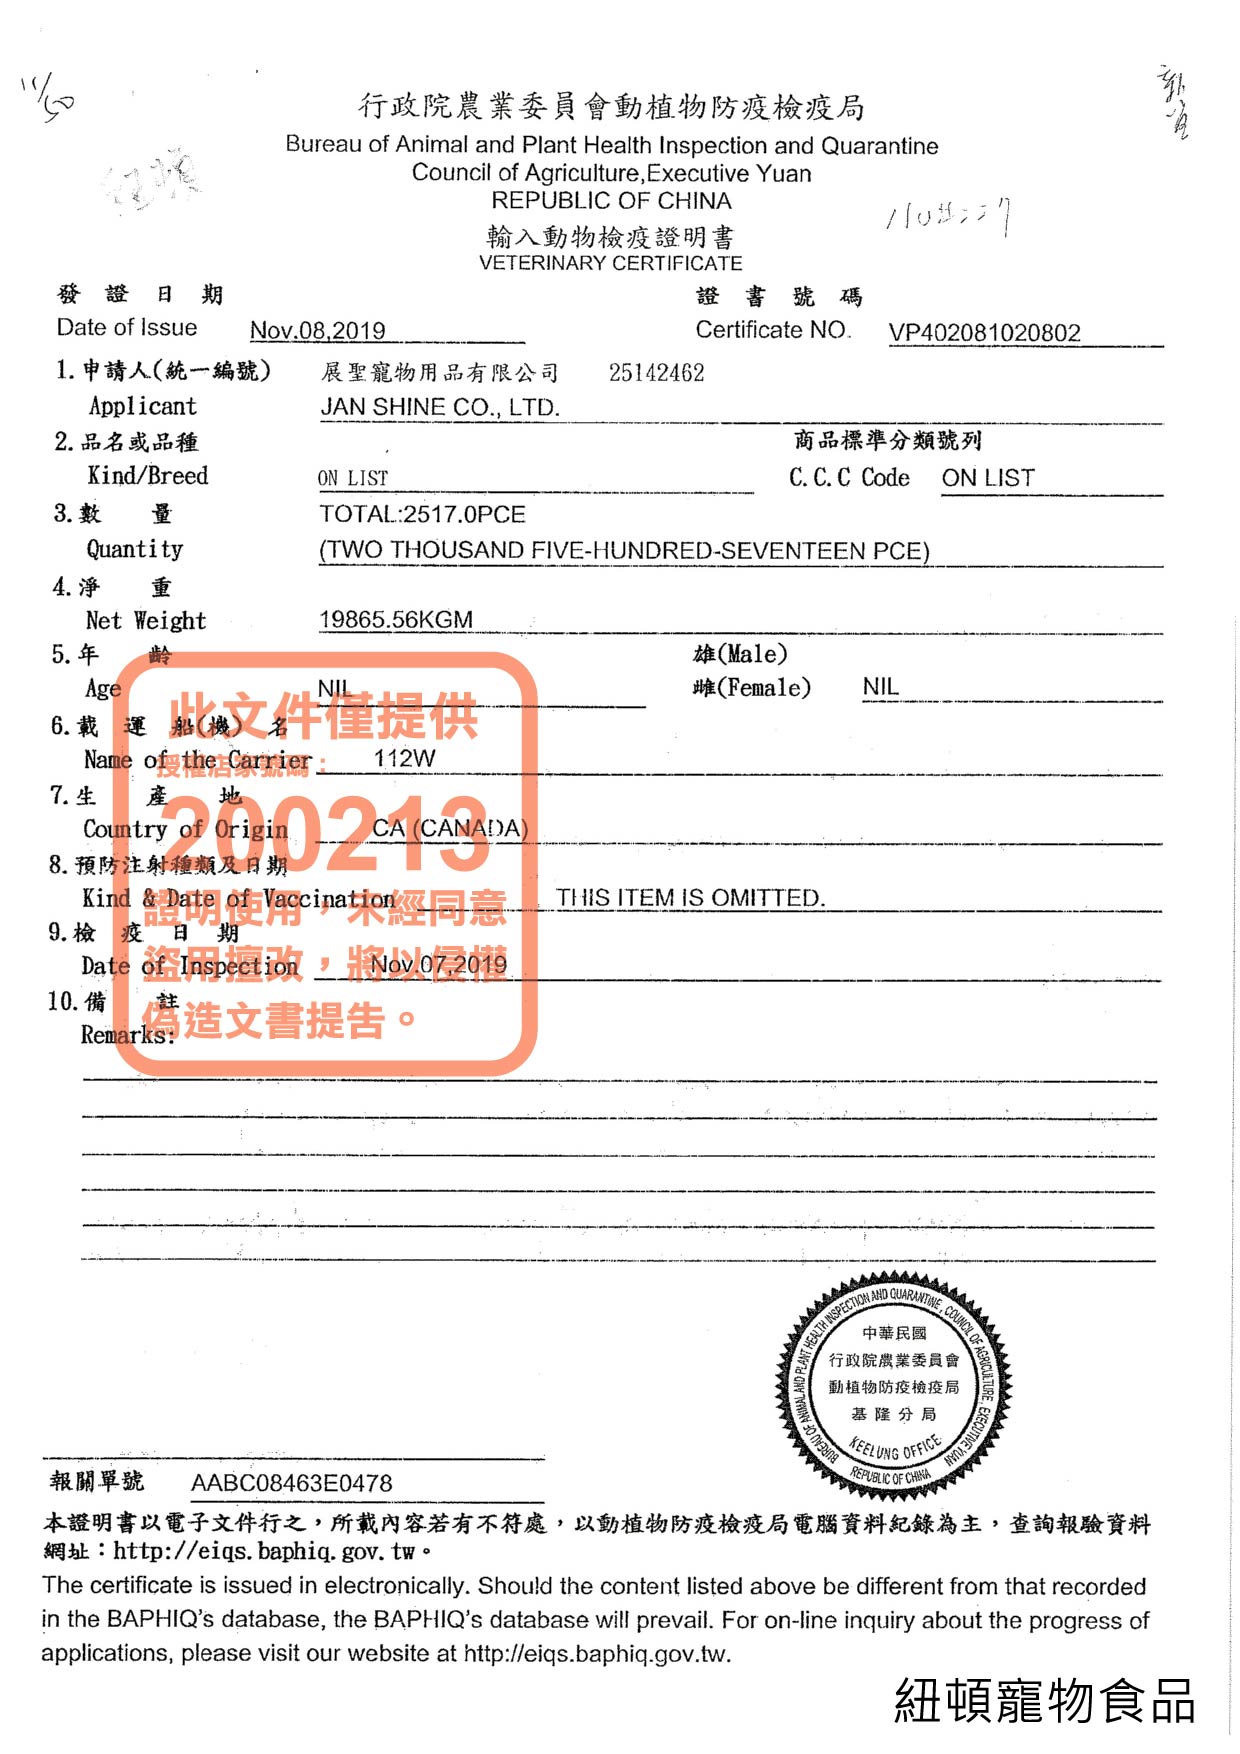 11/50
行政院農業委員會動植物防疫檢疫局
Bureau of Animal and Plant Health Inspection and Quarantine
Council of Agriculture,Executive Yuan
REPUBLIC OF CHINA
輸入動物檢疫證明書
VETERINARY CERTIFICATE
發證日期 證書號碼
Date of Issue Nov.08,2019 Certificate NO. VP402081020802
1.申請人(統一編號) 展聖寵物用品有限公司 25142462
Applicant JAN SHINE CO., LTD.
2.品名或品種 商品標準分類號列
Kind/Breed ON LIST C.C.C Code ON LIST
3.數量 TOTAL:2517.0PCE
Quantity (TWO THOUSAND FIVE-HUNDRED-SEVENTEEN PCE)
4.淨重
Net Weight 19865.56KGM
5.年齡 雄(Male)
Age NIL 雌(Female) NIL
6.載運船(機)名
Name of the Carrier 112W
7.生產地
Country of Origin CA (CANADA)
8.預防注射種類及日期
Kind & Date of Vaccination THIS ITEM IS OMITTED.
9.檢疫日期
Date of Inspection Nov.07,2019
10.備註
Remarks:
此文件僅提供
授權店家號碼：
200213
證明使用，未經同意
盜用擅改，將以侵權
偽造文書提告。
BUREAU OF ANIMAL AND PLANT HEALTH INSPECTION AND QUARANTINE, COUNCIL OF AGRICULTURE, EXECUTIVE YUAN
中華民國
行政院農業委員會
動植物防疫檢疫局
基隆分局
KEELUNG OFFICE
REPUBLIC OF CHINA
報關單號 AABC08463E0478
本證明書以電子文件行之，所載內容若有不符處，以動植物防疫檢疫局電腦資料紀錄為主，查詢報驗資料
網址：http://eiqs.baphiq.gov.tw。
The certificate is issued in electronically. Should the content listed above be different from that recorded
in the BAPHIQ's database, the BAPHIQ's database will prevail. For on-line inquiry about the progress of
applications, please visit our website at http://eiqs.baphiq.gov.tw.
紐頓寵物食品